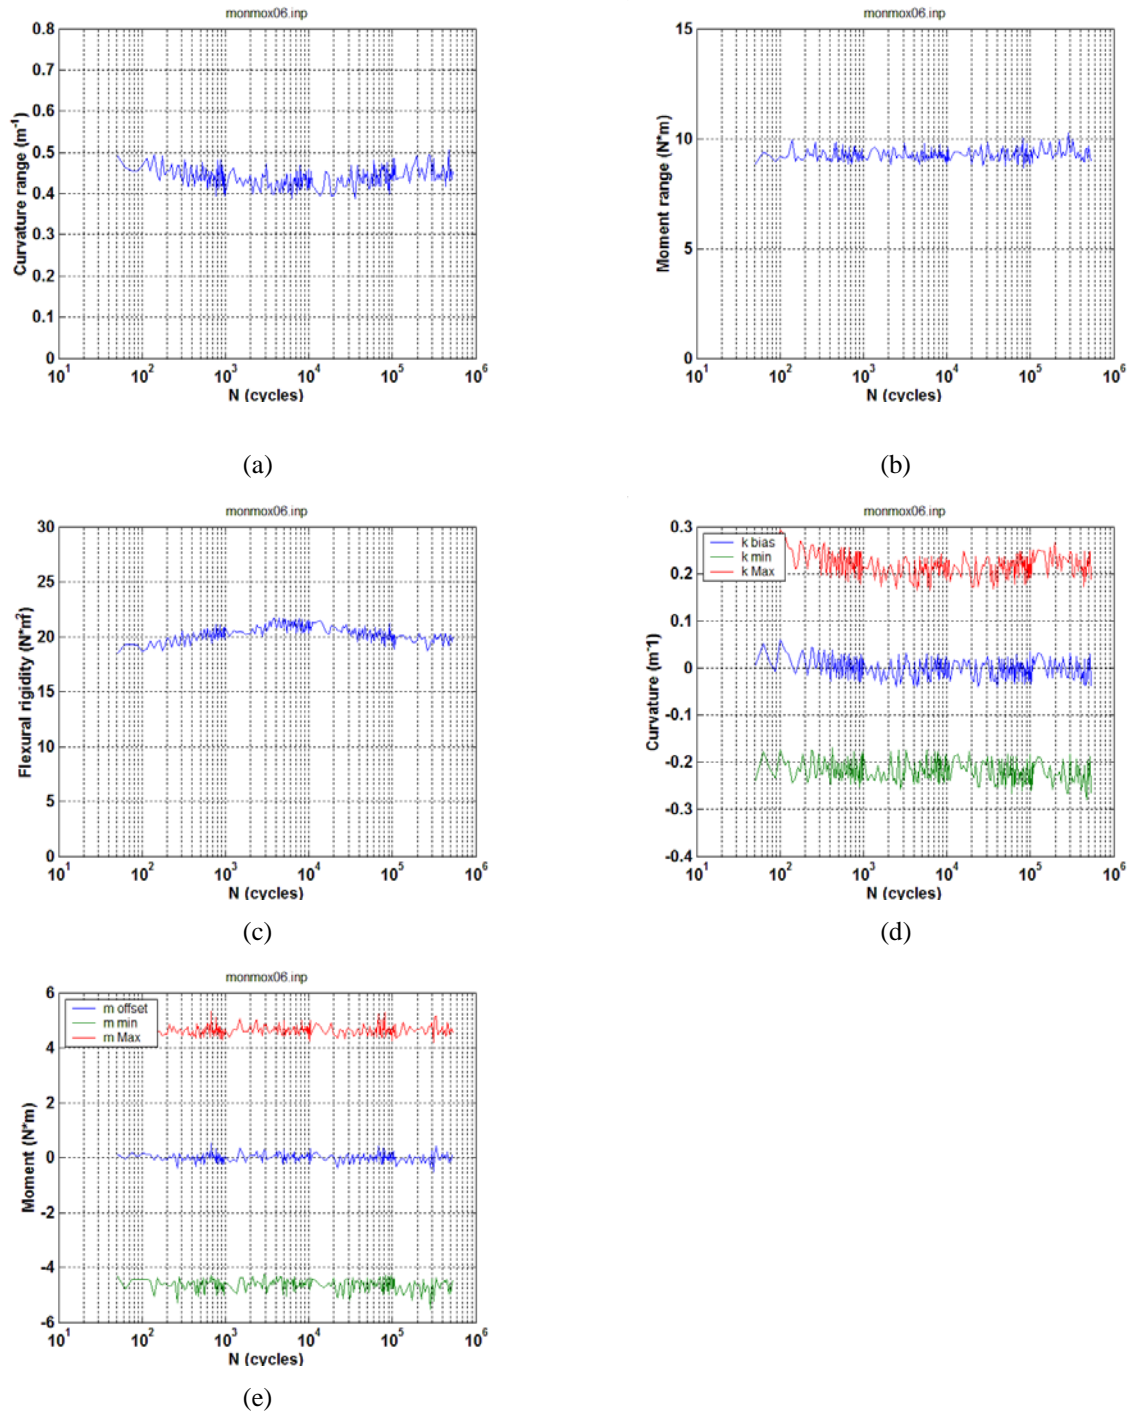 monmox06.inp
0.8
0.7
0.6
0.5
0.4
0.3
0.2
0.1
0
Curvature range (m⁻¹)
10¹ 10² 10³ 10⁴ 10⁵ 10⁶
N (cycles)
(a)
monmox06.inp
15
10
5
0
Moment range (N*m)
10¹ 10² 10³ 10⁴ 10⁵ 10⁶
N (cycles)
(b)
monmox06.inp
30
25
20
15
10
5
0
Flexural rigidity (N*m²)
10¹ 10² 10³ 10⁴ 10⁵ 10⁶
N (cycles)
(c)
monmox06.inp
k bias
k min
k Max
0.3
0.2
0.1
0
-0.1
-0.2
-0.3
-0.4
Curvature (m⁻¹)
10¹ 10² 10³ 10⁴ 10⁵ 10⁶
N (cycles)
(d)
monmox06.inp
m offset
m min
m Max
6
4
2
0
-2
-4
-6
Moment (N*m)
10¹ 10² 10³ 10⁴ 10⁵ 10⁶
N (cycles)
(e)